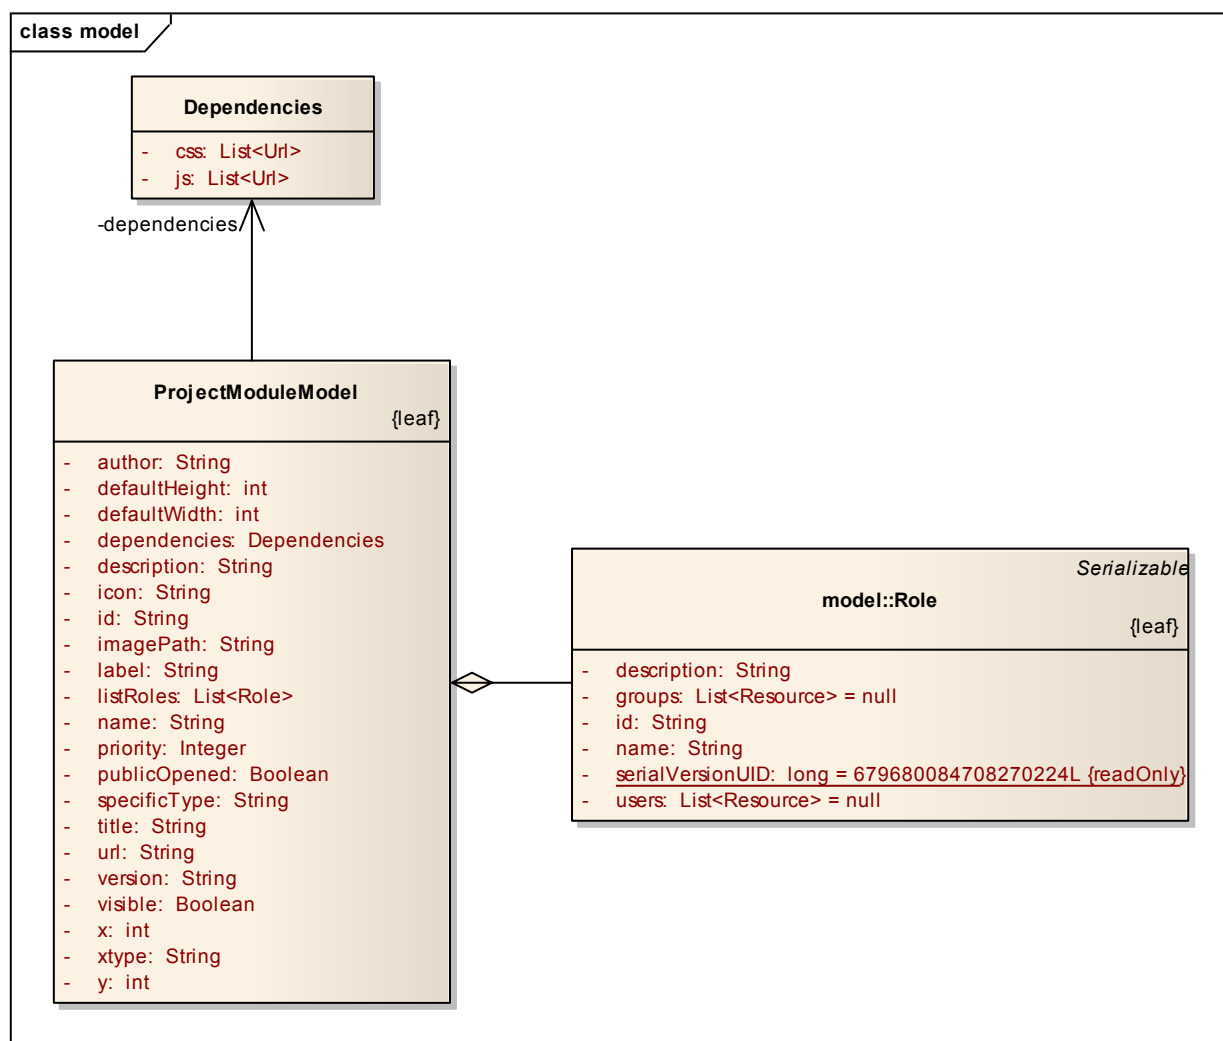 class model
Dependencies
- css: List<Url>
- js: List<Url>
-dependencies
ProjectModuleModel
{leaf}
- author: String
- defaultHeight: int
- defaultWidth: int
- dependencies: Dependencies
- description: String
- icon: String
- id: String
- imagePath: String
- label: String
- listRoles: List<Role>
- name: String
- priority: Integer
- publicOpened: Boolean
- specificType: String
- title: String
- url: String
- version: String
- visible: Boolean
- x: int
- xtype: String
- y: int
Serializable
model::Role
{leaf}
- description: String
- groups: List<Resource> = null
- id: String
- name: String
- serialVersionUID: long = 679680084708270224L {readOnly}
- users: List<Resource> = null